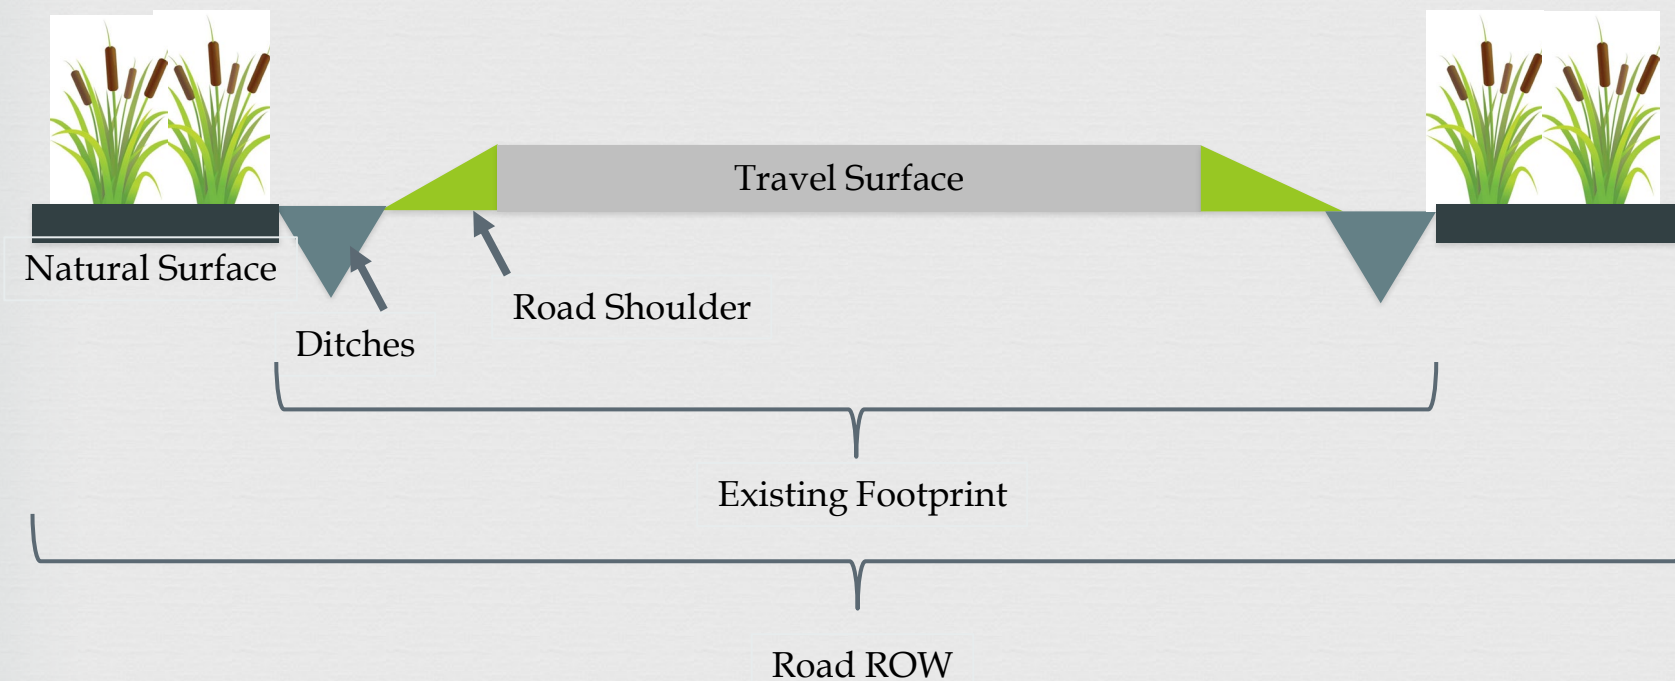 Travel Surface
Natural Surface
Road Shoulder
Ditches
Existing Footprint
Road ROW